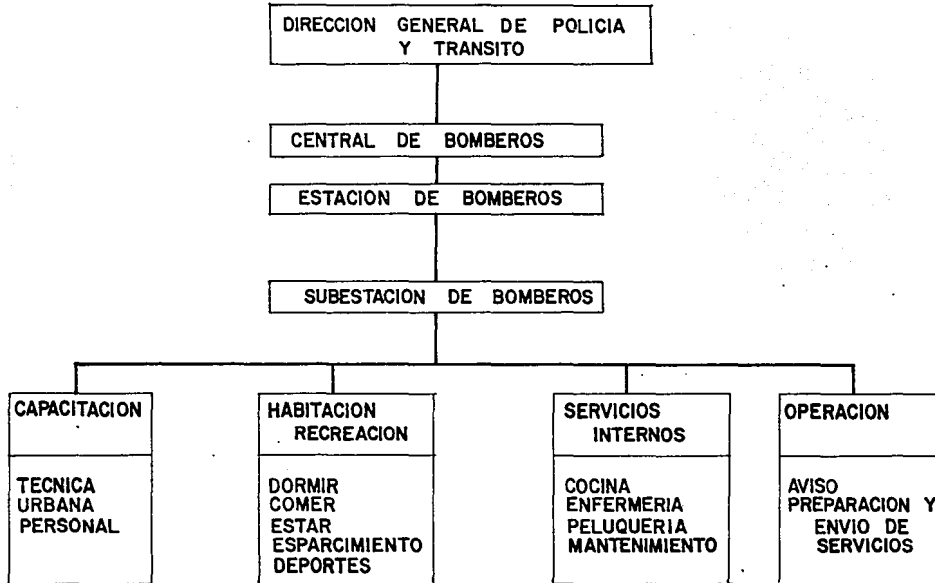 DIRECCION GENERAL DE POLICIA
Y TRANSITO
CENTRAL DE BOMBEROS
ESTACION DE BOMBEROS
SUBESTACION DE BOMBEROS
CAPACITACION
TECNICA
URBANA
PERSONAL
HABITACION
RECREACION
DORMIR
COMER
ESTAR
ESPARCIMIENTO
DEPORTES
SERVICIOS
INTERNOS
COCINA
ENFERMERIA
PELUQUERIA
MANTENIMIENTO
OPERACION
AVISO
PREPARACION Y
ENVIO DE
SERVICIOS